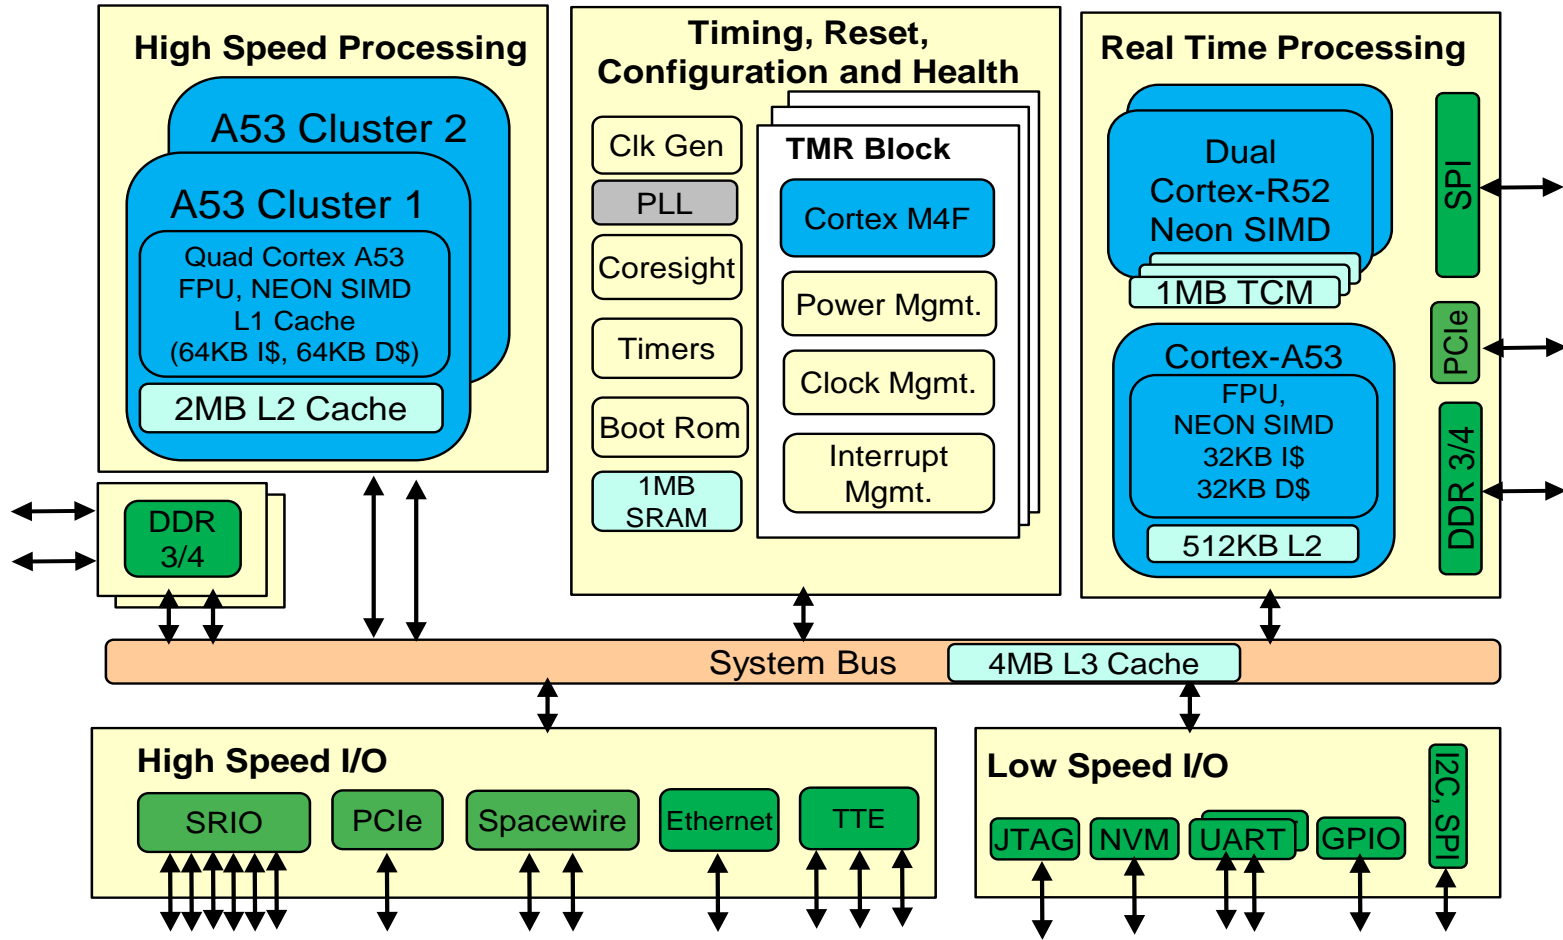 High Speed Processing
A53 Cluster 2
A53 Cluster 1
Quad Cortex A53
FPU, NEON SIMD
L1 Cache
(64KB I$, 64KB D$)
2MB L2 Cache
DDR
3/4
Timing, Reset,
Configuration and Health
Clk Gen
PLL
Coresight
Timers
Boot Rom
1MB
SRAM
TMR Block
Cortex M4F
Power Mgmt.
Clock Mgmt.
Interrupt
Mgmt.
Real Time Processing
Dual
Cortex-R52
Neon SIMD
1MB TCM
Cortex-A53
FPU,
NEON SIMD
32KB I$
32KB D$
512KB L2
SPI
PCIe
DDR 3/4
System Bus
4MB L3 Cache
High Speed I/O
SRIO
PCIe
Spacewire
Ethernet
TTE
Low Speed I/O
JTAG
NVM
UART
GPIO
I2C, SPI